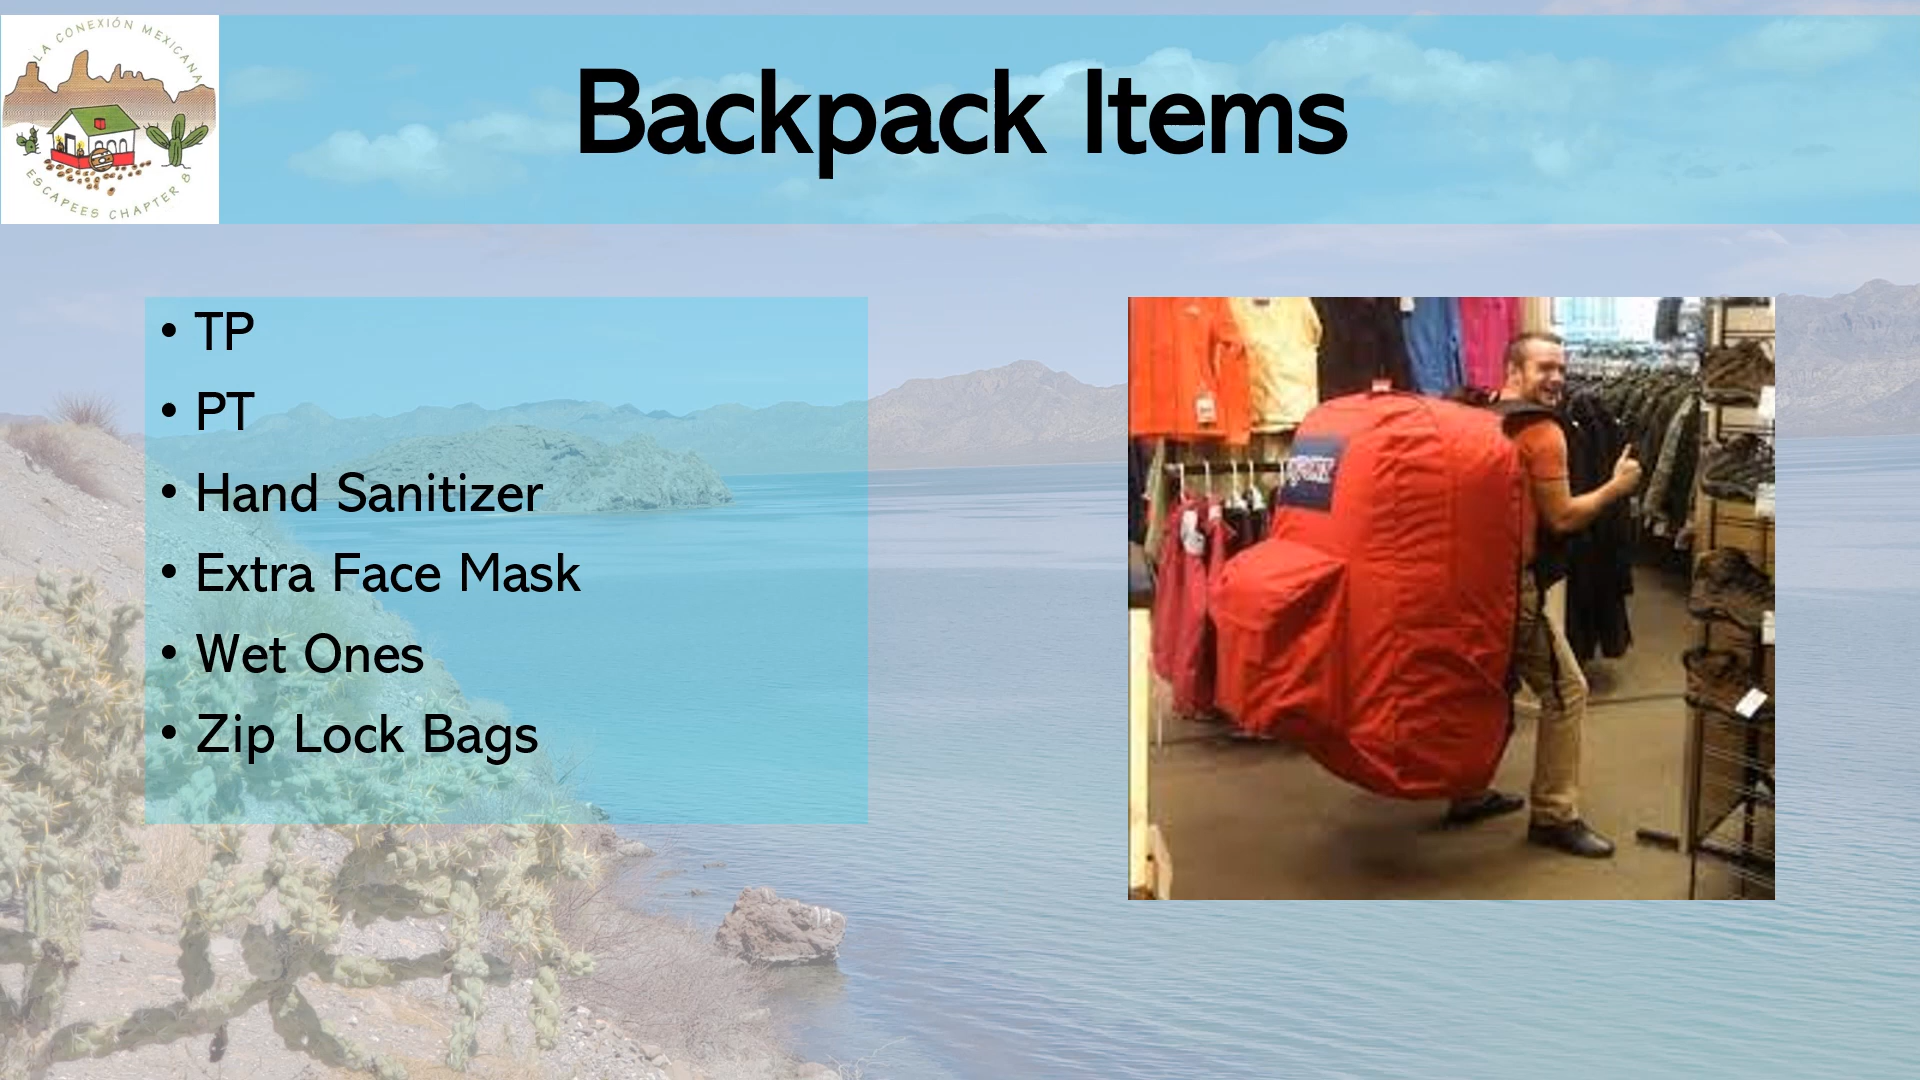 LA CONEXIÓN MEXICANA
ESCAPEES CHAPTER 8
Backpack Items
• TP
• PT
• Hand Sanitizer
• Extra Face Mask
• Wet Ones
• Zip Lock Bags